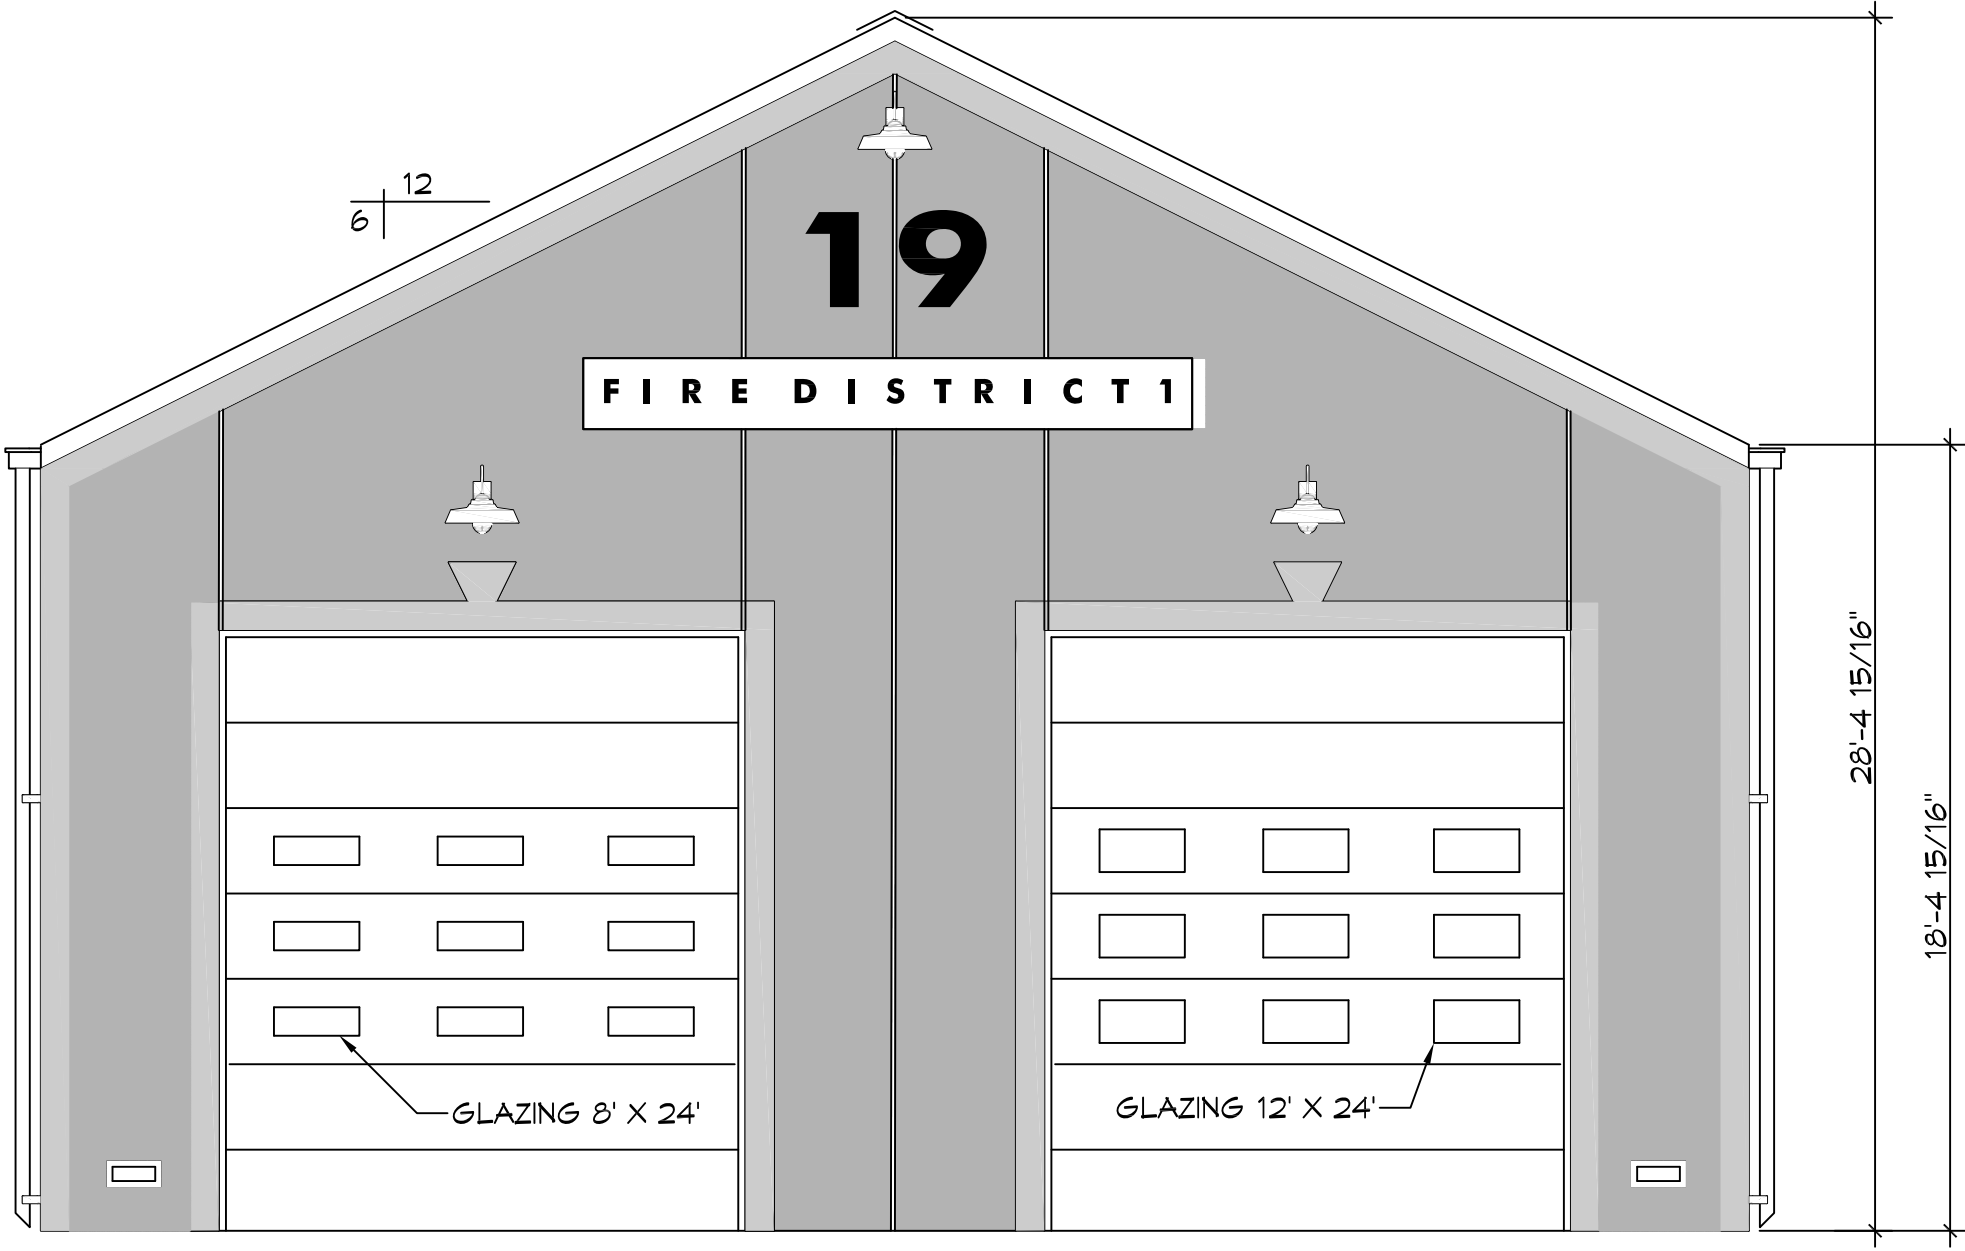 12
6
19
FIRE DISTRICT 1
28'-4 15/16"
18'-4 15/16"
GLAZING 8' X 24'
GLAZING 12' X 24'